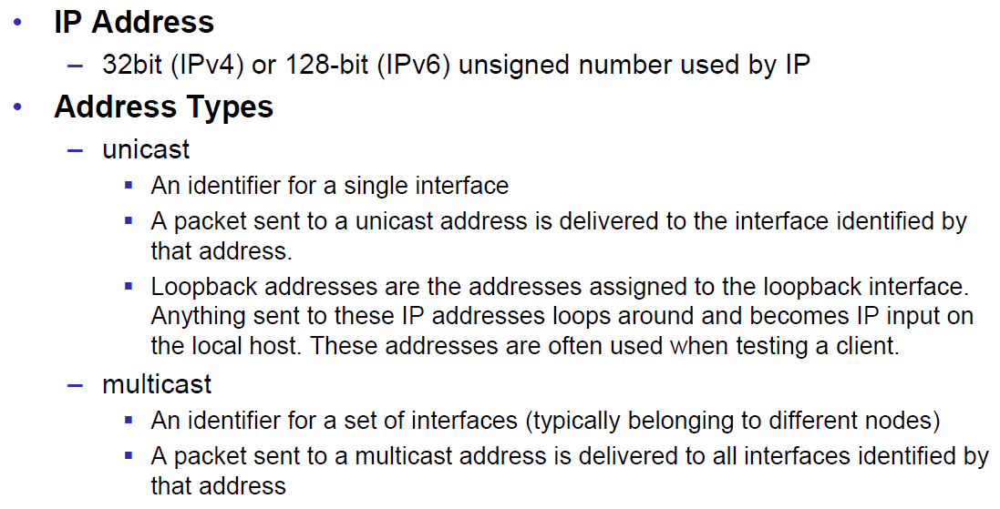 • IP Address
– 32bit (IPv4) or 128-bit (IPv6) unsigned number used by IP
• Address Types
– unicast
▪ An identifier for a single interface
▪ A packet sent to a unicast address is delivered to the interface identified by
that address.
▪ Loopback addresses are the addresses assigned to the loopback interface.
Anything sent to these IP addresses loops around and becomes IP input on
the local host. These addresses are often used when testing a client.
– multicast
▪ An identifier for a set of interfaces (typically belonging to different nodes)
▪ A packet sent to a multicast address is delivered to all interfaces identified by
that address